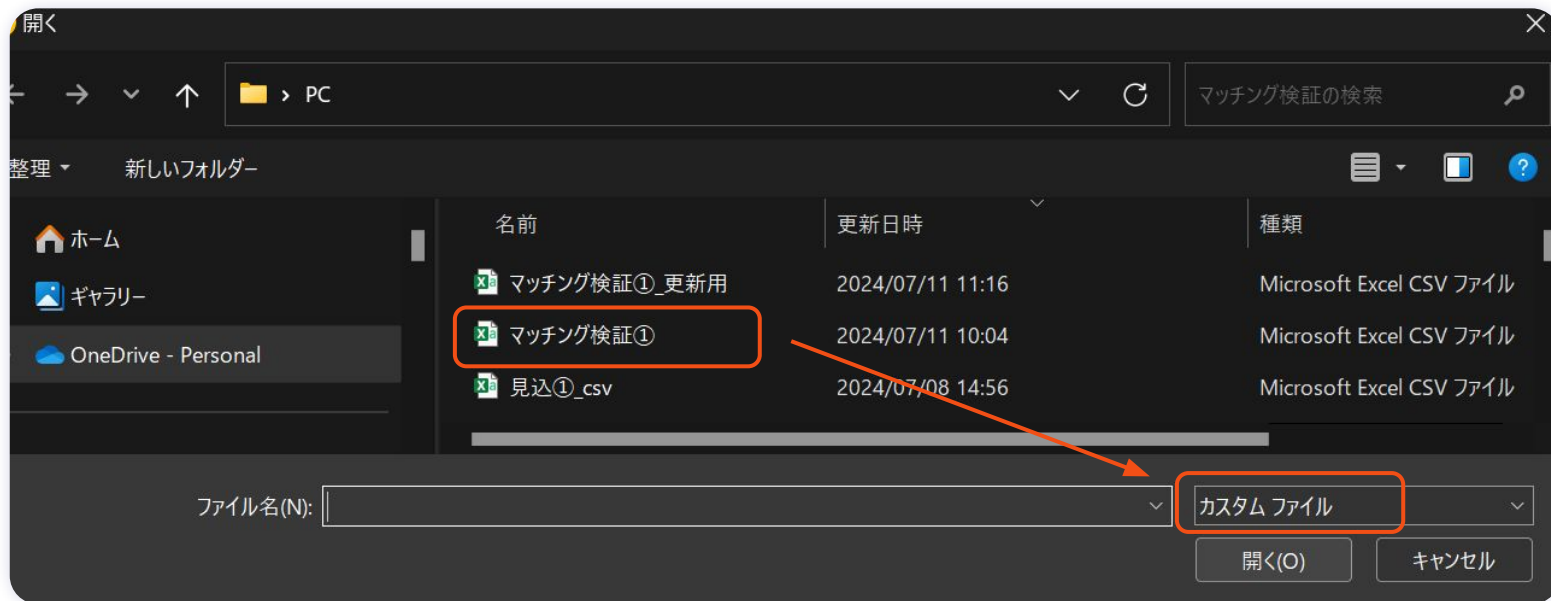 開く
PC
マッチング検証の検索
整理 新しいフォルダー
ホーム
ギャラリー
OneDrive - Personal
名前 更新日時 種類
マッチング検証①_更新用 2024/07/11 11:16 Microsoft Excel CSV ファイル
マッチング検証① 2024/07/11 10:04 Microsoft Excel CSV ファイル
見込①_csv 2024/07/08 14:56 Microsoft Excel CSV ファイル
ファイル名(N): カスタム ファイル
開く(O) キャンセル